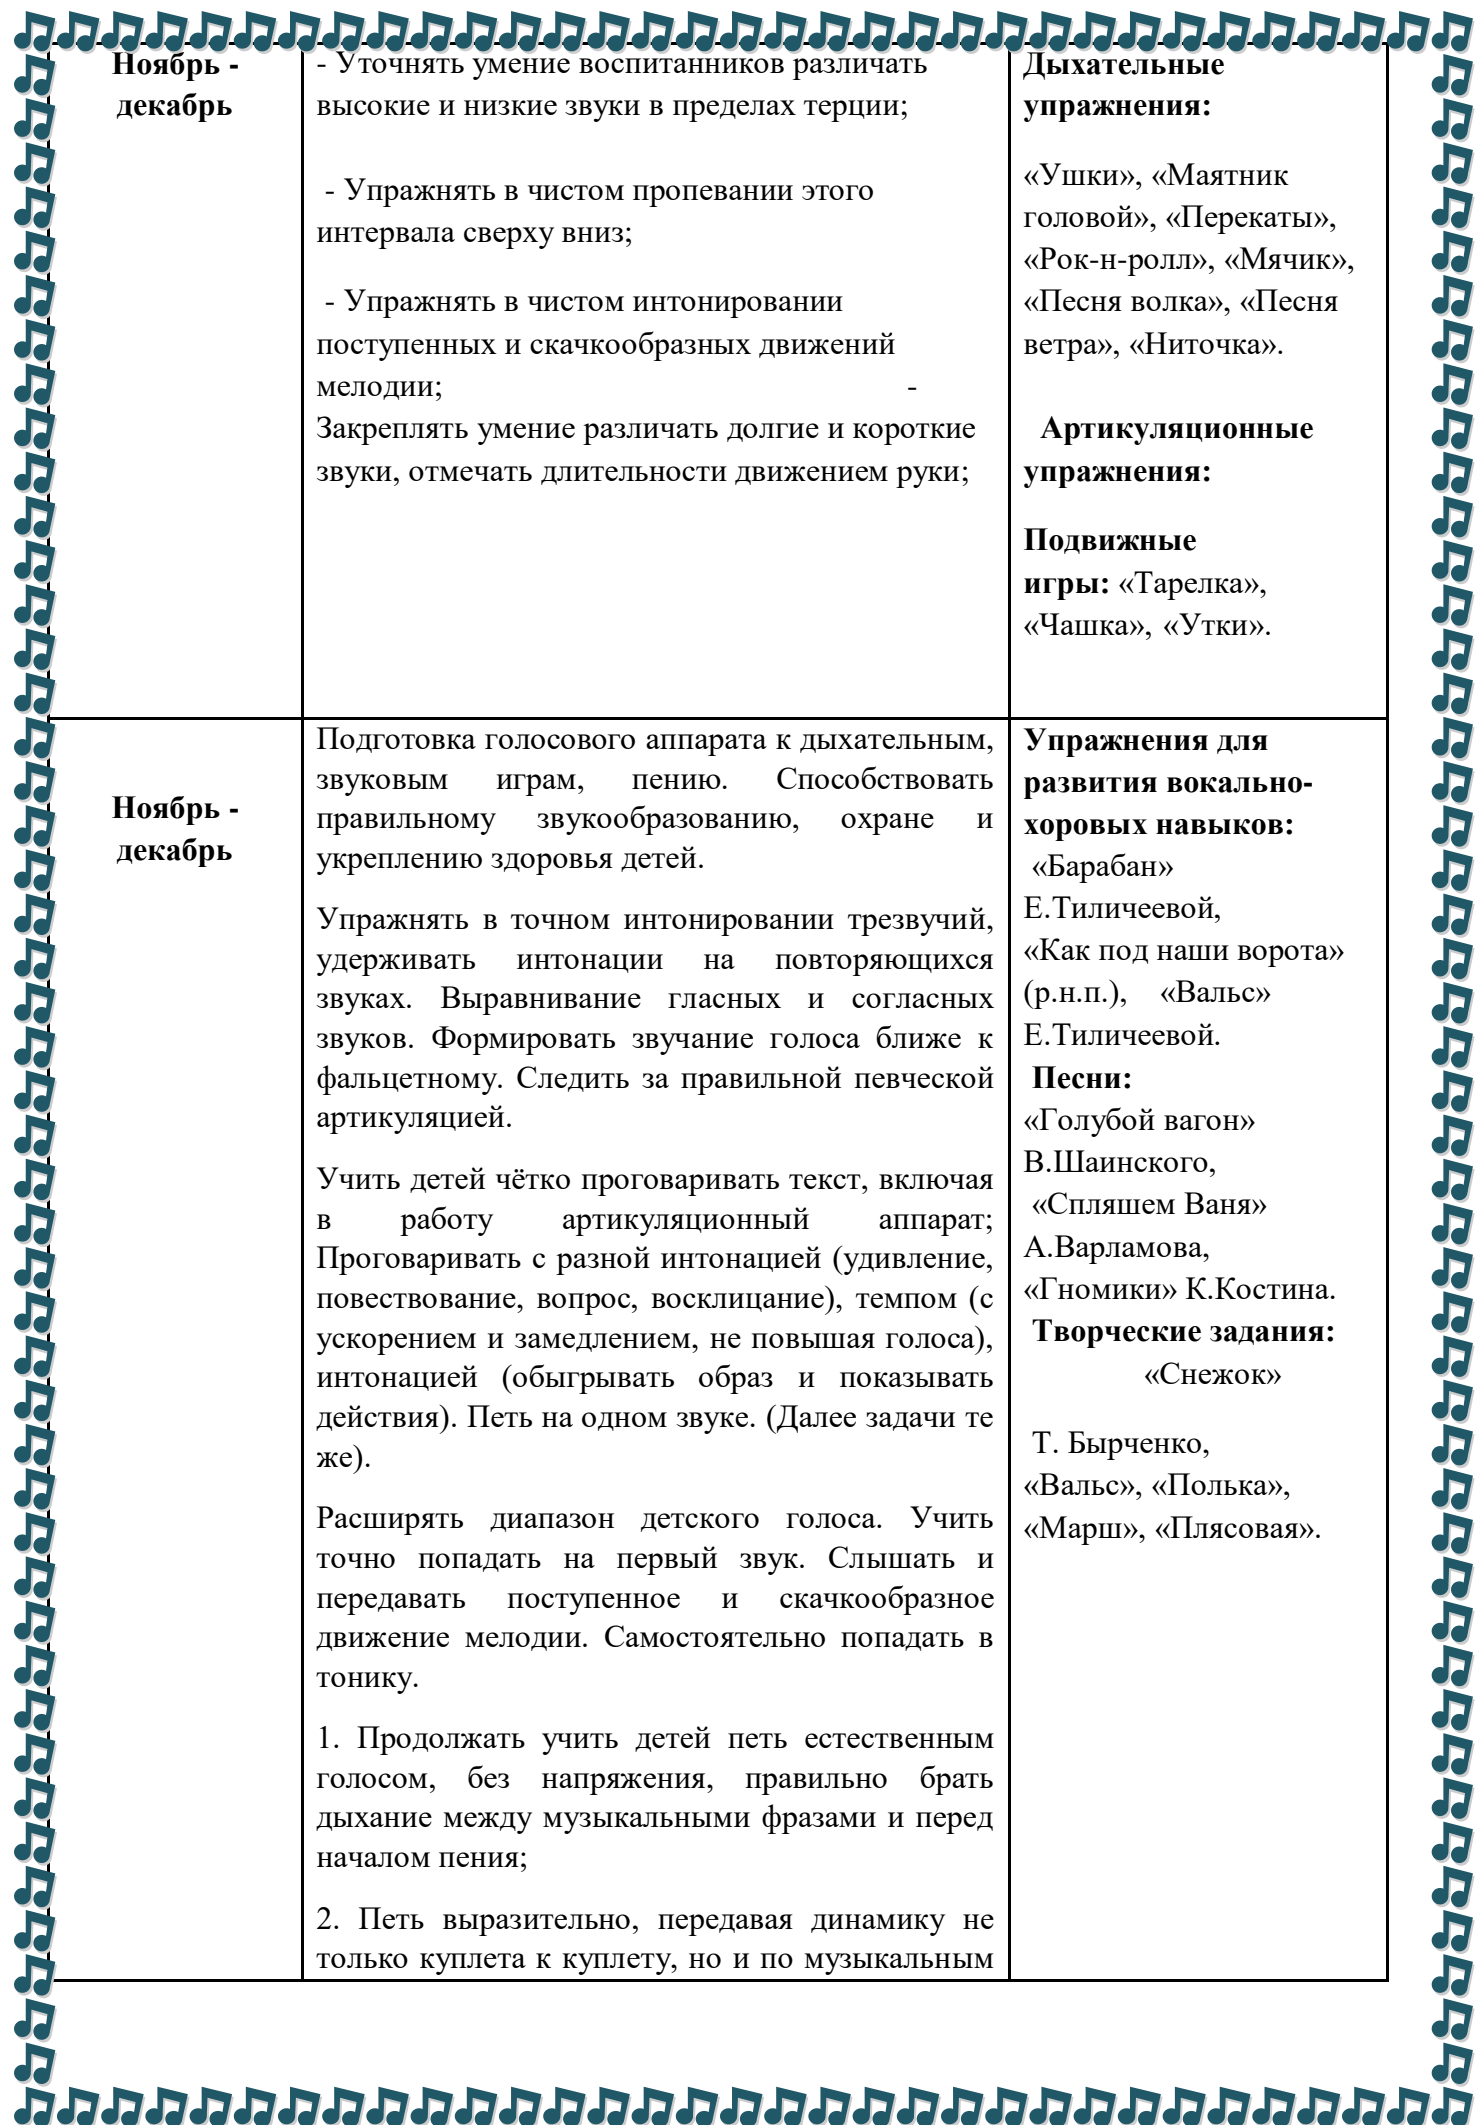 Ноябрь -
декабрь
- Уточнять умение воспитанников различать
высокие и низкие звуки в пределах терции;
- Упражнять в чистом пропевании этого
интервала сверху вниз;
- Упражнять в чистом интонировании
поступенных и скачкообразных движений
мелодии; -
Закреплять умение различать долгие и короткие
звуки, отмечать длительности движением руки;
Дыхательные
упражнения:
«Ушки», «Маятник
головой», «Перекаты»,
«Рок-н-ролл», «Мячик»,
«Песня волка», «Песня
ветра», «Ниточка».
Артикуляционные
упражнения:
Подвижные
игры: «Тарелка»,
«Чашка», «Утки».
Ноябрь -
декабрь
Подготовка голосового аппарата к дыхательным,
звуковым играм, пению. Способствовать
правильному звукообразованию, охране и
укреплению здоровья детей.
Упражнять в точном интонировании трезвучий,
удерживать интонации на повторяющихся
звуках. Выравнивание гласных и согласных
звуков. Формировать звучание голоса ближе к
фальцетному. Следить за правильной певческой
артикуляцией.
Учить детей чётко проговаривать текст, включая
в работу артикуляционный аппарат;
Проговаривать с разной интонацией (удивление,
повествование, вопрос, восклицание), темпом (с
ускорением и замедлением, не повышая голоса),
интонацией (обыгрывать образ и показывать
действия). Петь на одном звуке. (Далее задачи те
же).
Расширять диапазон детского голоса. Учить
точно попадать на первый звук. Слышать и
передавать поступенное и скачкообразное
движение мелодии. Самостоятельно попадать в
тонику.
1. Продолжать учить детей петь естественным
голосом, без напряжения, правильно брать
дыхание между музыкальными фразами и перед
началом пения;
2. Петь выразительно, передавая динамику не
только куплета к куплету, но и по музыкальным
Упражнения для
развития вокально-
хоровых навыков:
«Барабан»
Е.Тиличеевой,
«Как под наши ворота»
(р.н.п.), «Вальс»
Е.Тиличеевой.
Песни:
«Голубой вагон»
В.Шаинского,
«Спляшем Ваня»
А.Варламова,
«Гномики» К.Костина.
Творческие задания:
«Снежок»
Т. Бырченко,
«Вальс», «Полька»,
«Марш», «Плясовая».